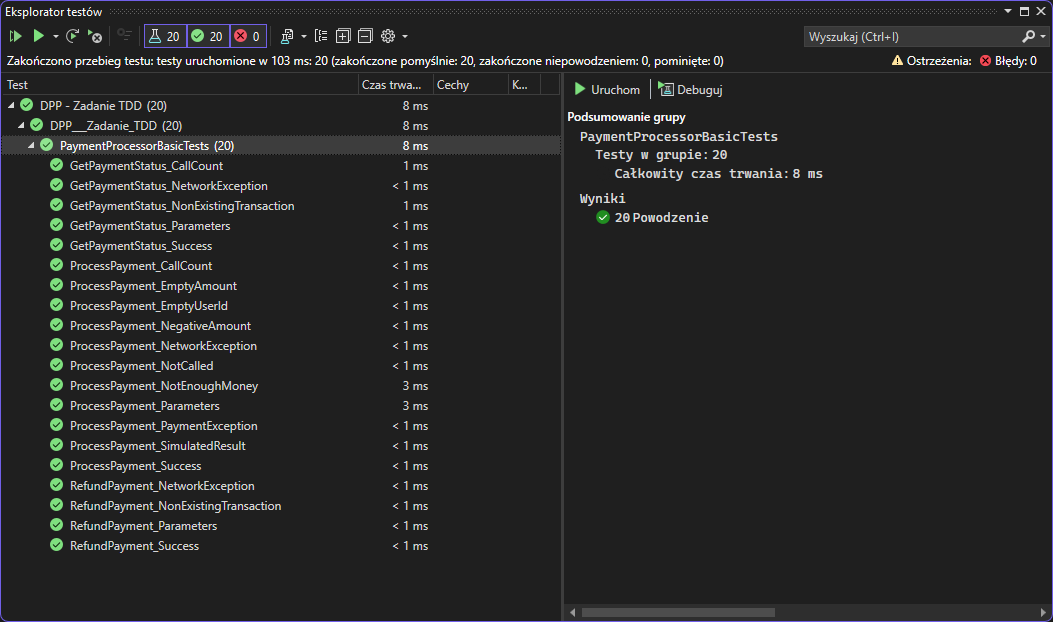 Eksplorator testów
20 20 0
Wyszukaj (Ctrl+I)
Zakończono przebieg testu: testy uruchomione w 103 ms: 20 (zakończone pomyślnie: 20, zakończone niepowodzeniem: 0, pominięte: 0)
Ostrzeżenia: Błędy: 0
Test Czas trwa... Cechy K...
DPP - Zadanie TDD (20) 8 ms
DPP__Zadanie_TDD (20) 8 ms
PaymentProcessorBasicTests (20) 8 ms
GetPaymentStatus_CallCount 1 ms
GetPaymentStatus_NetworkException < 1 ms
GetPaymentStatus_NonExistingTransaction 1 ms
GetPaymentStatus_Parameters < 1 ms
GetPaymentStatus_Success < 1 ms
ProcessPayment_CallCount < 1 ms
ProcessPayment_EmptyAmount < 1 ms
ProcessPayment_EmptyUserId < 1 ms
ProcessPayment_NegativeAmount < 1 ms
ProcessPayment_NetworkException < 1 ms
ProcessPayment_NotCalled < 1 ms
ProcessPayment_NotEnoughMoney 3 ms
ProcessPayment_Parameters 3 ms
ProcessPayment_PaymentException < 1 ms
ProcessPayment_SimulatedResult < 1 ms
ProcessPayment_Success < 1 ms
RefundPayment_NetworkException < 1 ms
RefundPayment_NonExistingTransaction < 1 ms
RefundPayment_Parameters < 1 ms
RefundPayment_Success < 1 ms
Uruchom Debuguj
Podsumowanie grupy
PaymentProcessorBasicTests
Testy w grupie: 20
Całkowity czas trwania: 8 ms
Wyniki
20 Powodzenie